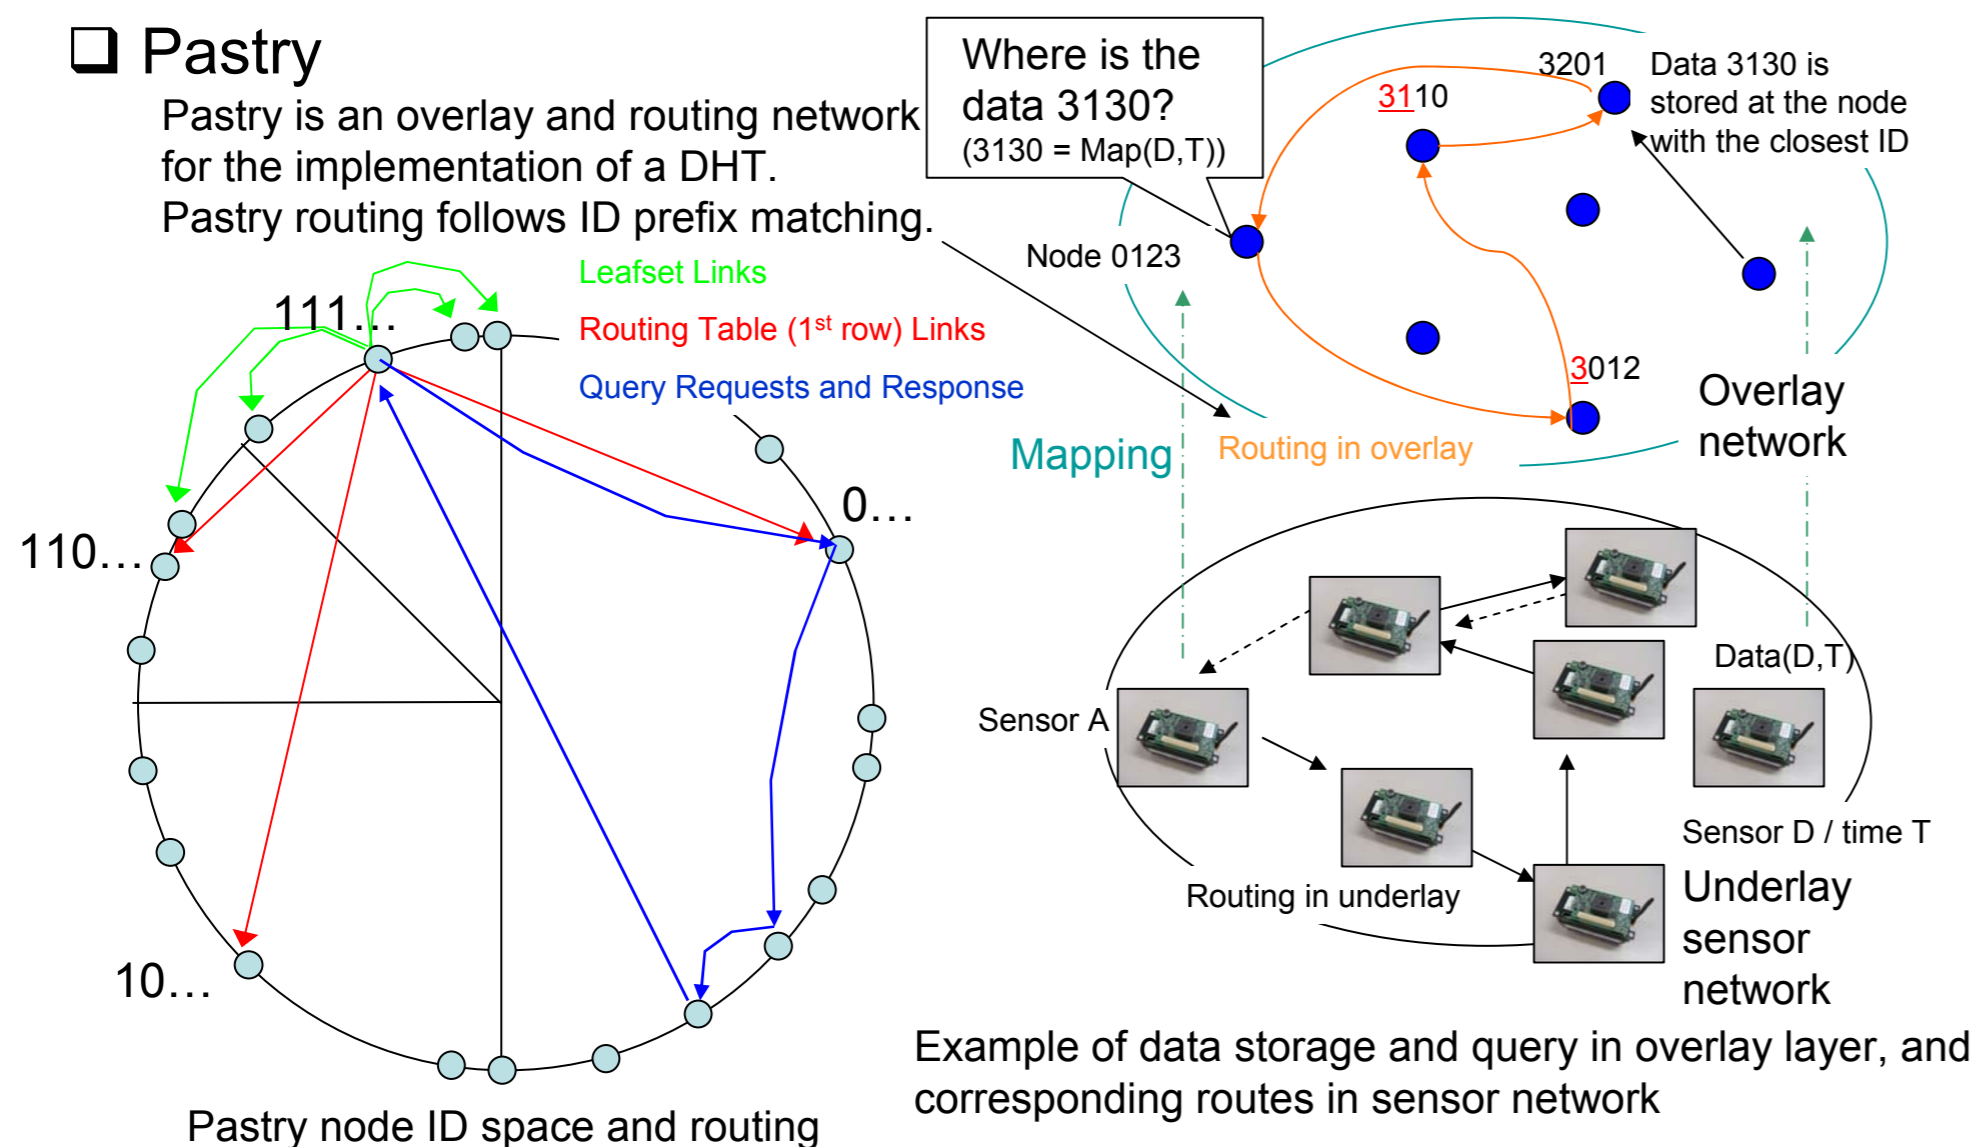 ❑ Pastry
Pastry is an overlay and routing network
for the implementation of a DHT.
Pastry routing follows ID prefix matching.
Leafset Links
Routing Table (1st row) Links
Query Requests and Response
111…
0…
110…
10…
Pastry node ID space and routing
Where is the
data 3130?
(3130 = Map(D,T))
3201
3110
Data 3130 is
stored at the node
with the closest ID
Node 0123
3012
Overlay
network
Mapping
Routing in overlay
Data(D,T)
Sensor A
Sensor D / time T
Routing in underlay
Underlay
sensor
network
Example of data storage and query in overlay layer, and
corresponding routes in sensor network